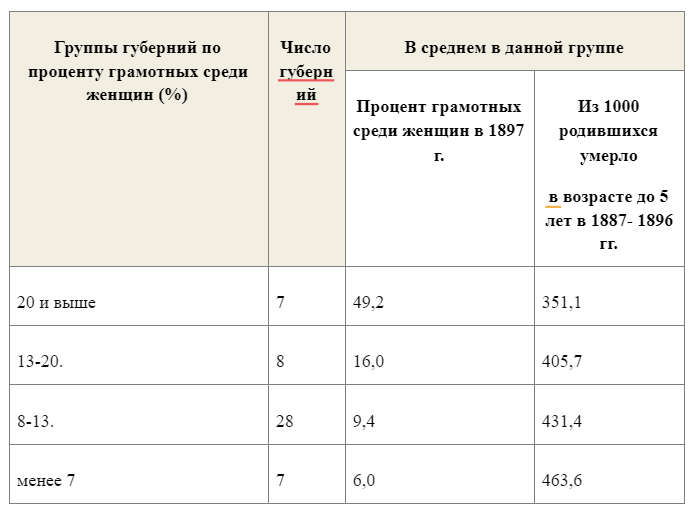 Группы губерний по
проценту грамотных среди
женщин (%)
Число
губерн
ий
В среднем в данной группе
Процент грамотных
среди женщин в 1897
г.
Из 1000
родившихся
умерло
в возрасте до 5
лет в 1887- 1896
гг.
20 и выше 7 49,2 351,1
13-20. 8 16,0 405,7
8-13. 28 9,4 431,4
менее 7 7 6,0 463,6